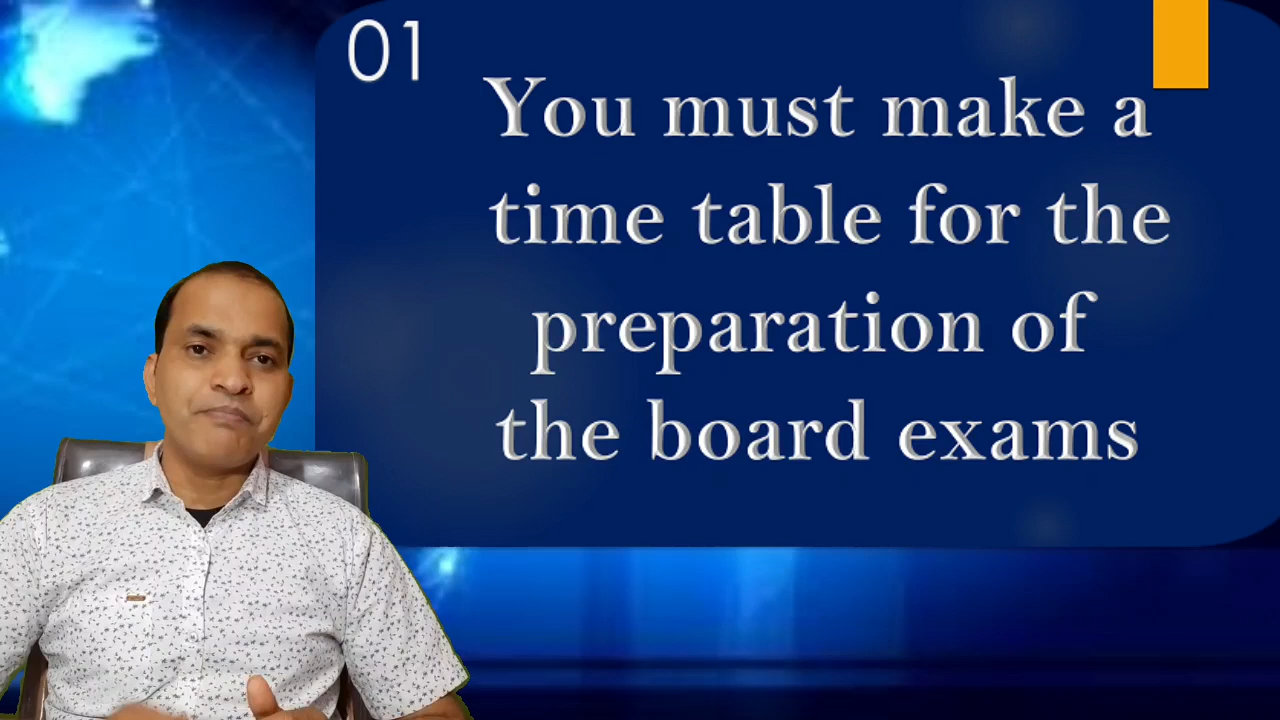 01
You must make a
time table for the
preparation of
the board exams